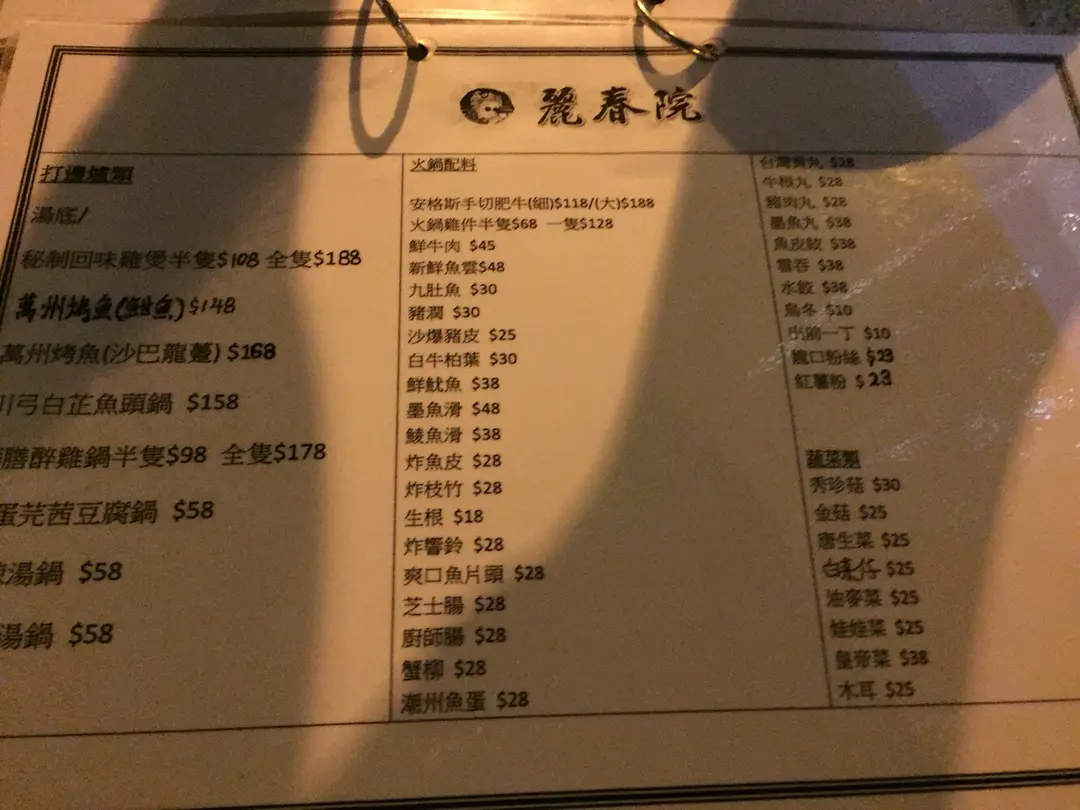 麗春院
打邊爐類
湯底/
秘制回味雞煲半隻$108 全隻$188
萬州烤魚(鯝魚)$148
萬州烤魚(沙巴龍躉) $168
川弓白芷魚頭鍋 $158
膳醉雞鍋半隻$98 全隻$178
蛋芫茜豆腐鍋 $58
湯鍋 $58
湯鍋 $58
火鍋配料
安格斯手切肥牛(細)$118/(大)$188
火鍋雞件半隻$68 一隻$128
鮮牛肉 $45
新鮮魚雲$48
九肚魚 $30
豬潤 $30
沙爆豬皮 $25
白牛柏葉 $30
鮮魷魚 $38
墨魚滑 $48
鯪魚滑 $38
炸魚皮 $28
炸枝竹 $28
生根 $18
炸響鈴 $28
爽口魚片頭 $28
芝士腸 $28
廚師腸 $28
蟹柳 $28
潮州魚蛋 $28
台灣貢丸 $28
牛根丸 $28
豬肉丸 $28
墨魚丸 $38
魚皮餃 $38
雲吞 $38
水餃 $38
烏冬 $10
出前一丁 $10
龍口粉絲 $23
紅薯粉 $23
蔬菜類
秀珍菇 $30
金菇 $25
唐生菜 $25
白菜仔 $25
油麥菜 $25
娃娃菜 $25
皇帝菜 $38
木耳 $25